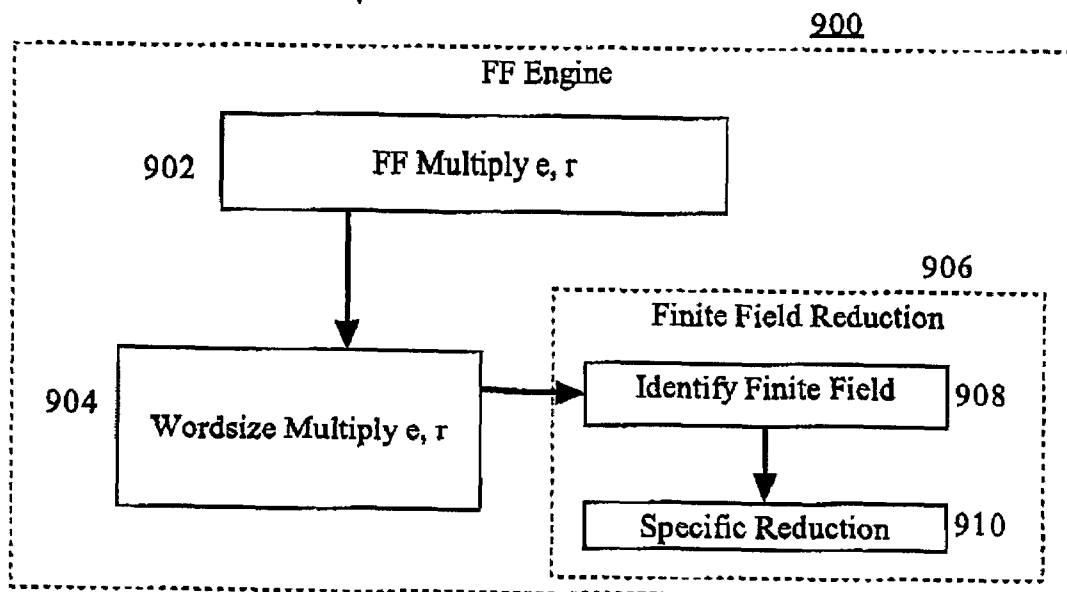 900
FF Engine
902
FF Multiply e, r
906
Finite Field Reduction
904
Wordsize Multiply e, r
Identify Finite Field
908
Specific Reduction
910